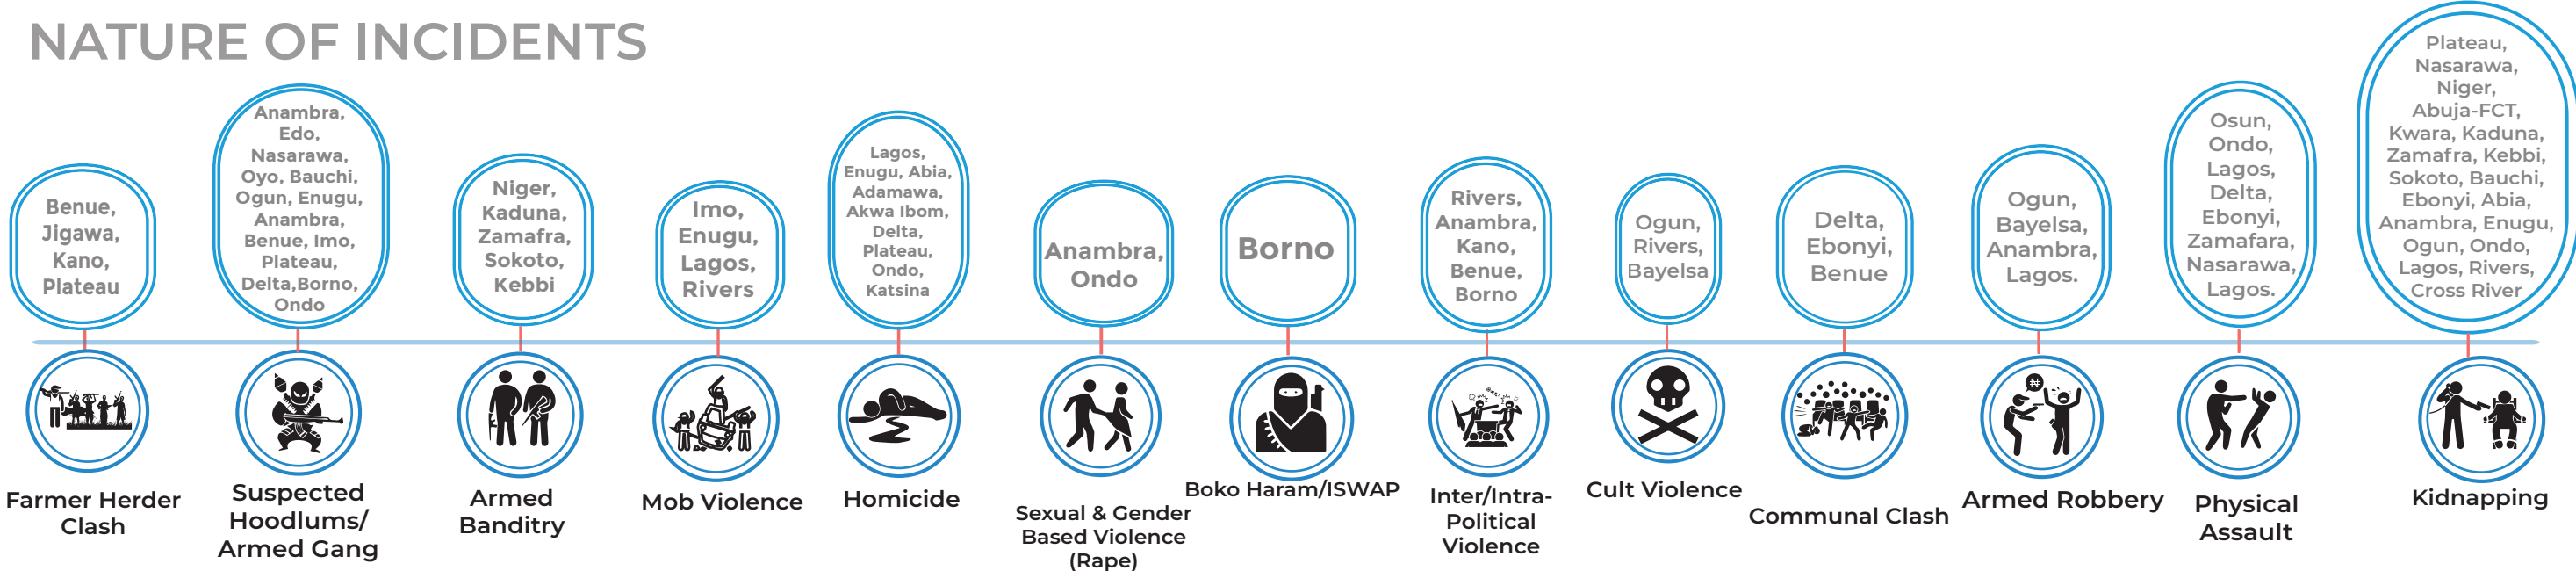 NATURE OF INCIDENTS
Benue,
Jigawa,
Kano,
Plateau
Farmer Herder
Clash
Anambra,
Edo,
Nasarawa,
Oyo, Bauchi,
Ogun, Enugu,
Anambra,
Benue, Imo,
Plateau,
Delta,Borno,
Ondo
Suspected
Hoodlums/
Armed Gang
Niger,
Kaduna,
Zamafra,
Sokoto,
Kebbi
Armed
Banditry
Imo,
Enugu,
Lagos,
Rivers
Mob Violence
Lagos,
Enugu, Abia,
Adamawa,
Akwa Ibom,
Delta,
Plateau,
Ondo,
Katsina
Homicide
Anambra,
Ondo
Sexual & Gender
Based Violence
(Rape)
Borno
Boko Haram/ISWAP
Rivers,
Anambra,
Kano,
Benue,
Borno
Inter/Intra-
Political
Violence
Ogun,
Rivers,
Bayelsa
Cult Violence
Delta,
Ebonyi,
Benue
Communal Clash
Ogun,
Bayelsa,
Anambra,
Lagos.
₦
Armed Robbery
Osun,
Ondo,
Lagos,
Delta,
Ebonyi,
Zamafara,
Nasarawa,
Lagos.
Physical
Assault
Plateau,
Nasarawa,
Niger,
Abuja-FCT,
Kwara, Kaduna,
Zamafra, Kebbi,
Sokoto, Bauchi,
Ebonyi, Abia,
Anambra, Enugu,
Ogun, Ondo,
Lagos, Rivers,
Cross River
Kidnapping